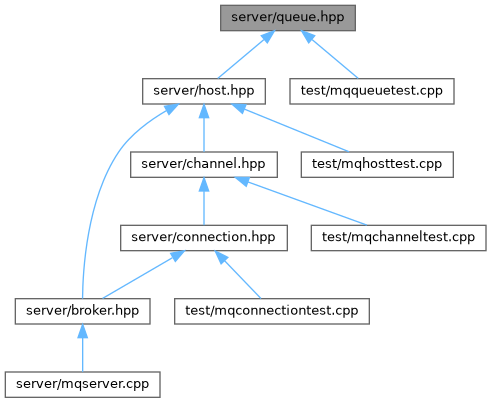 server/queue.hpp
server/host.hpp
test/mqqueuetest.cpp
server/channel.hpp
test/mqhosttest.cpp
server/connection.hpp
test/mqchanneltest.cpp
server/broker.hpp
test/mqconnectiontest.cpp
server/mqserver.cpp